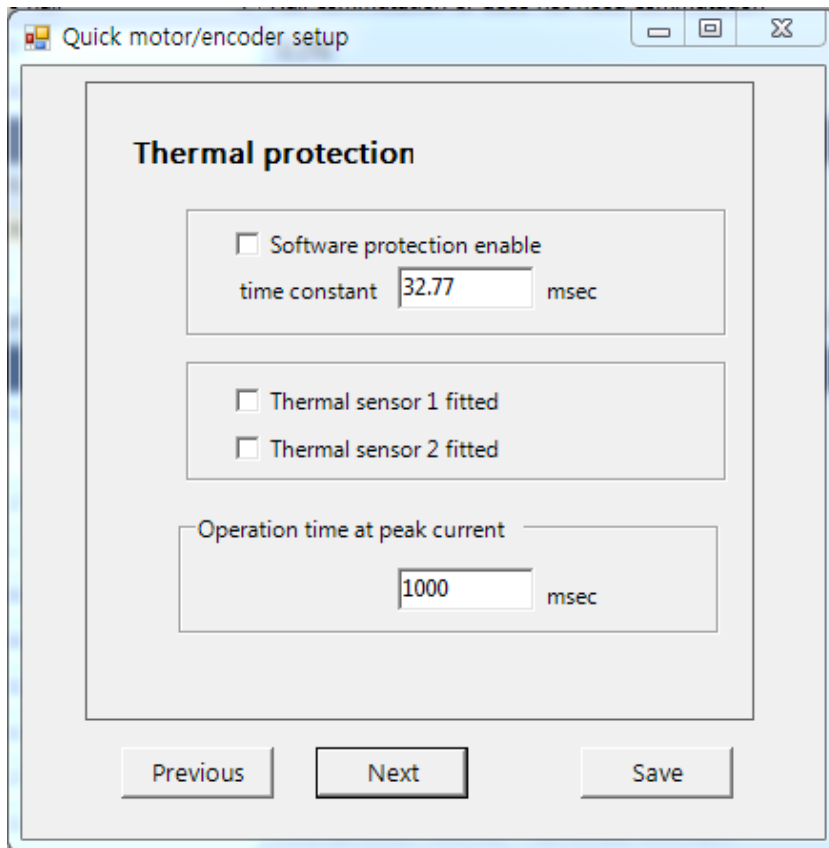 Quick motor/encoder setup
Thermal protection
Software protection enable
time constant 32.77 msec
Thermal sensor 1 fitted
Thermal sensor 2 fitted
Operation time at peak current
1000 msec
Previous Next Save